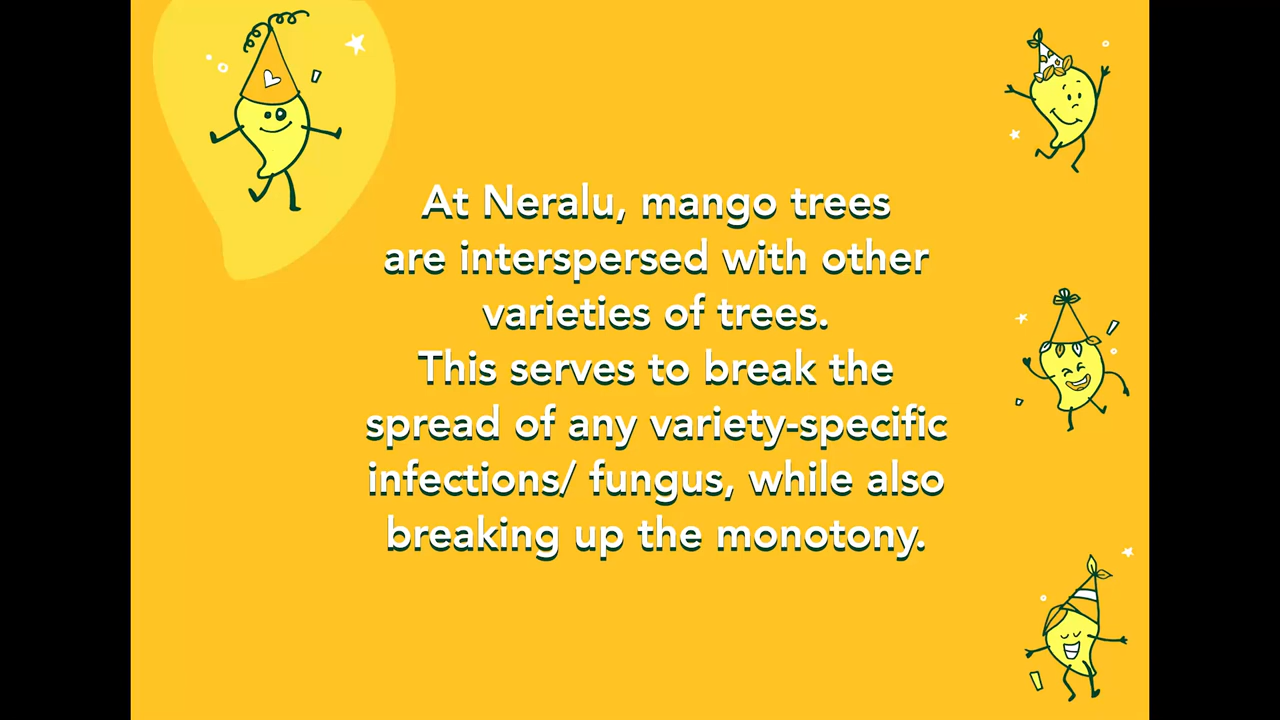 At Neralu, mango trees
are interspersed with other
varieties of trees.
This serves to break the
spread of any variety-specific
infections/ fungus, while also
breaking up the monotony.